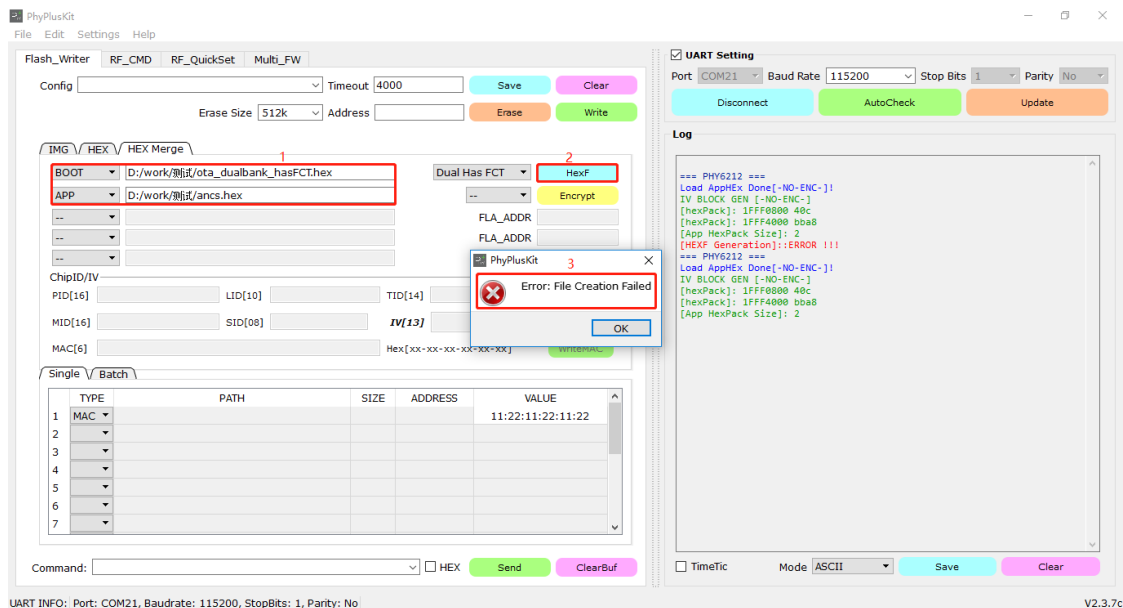 PhyPlusKit
File Edit Settings Help
Flash_Writer RF_CMD RF_QuickSet Multi_FW
Config Timeout 4000 Save Clear
Erase Size 512k Address Erase Write
IMG HEX HEX Merge
1 2
BOOT D:/work/测试/ota_dualbank_hasFCT.hex Dual Has FCT HexF
APP D:/work/测试/ancs.hex -- Encrypt
-- FLA_ADDR
-- FLA_ADDR
--
PhyPlusKit 3
Error: File Creation Failed
OK
ChipID/IV
PID[16] LID[10] TID[14]
MID[16] SID[08] IV[13]
MAC[6] Hex[xx-xx-xx-xx-xx-xx] WriteMAC
Single Batch
TYPE PATH SIZE ADDRESS VALUE
1 MAC 11:22:11:22:11:22
2
3
4
5
6
7
Command: HEX Send ClearBuf
UART Setting
Port COM21 Baud Rate 115200 Stop Bits 1 Parity No
Disconnect AutoCheck Update
Log
=== PHY6212 ===
Load AppHEx Done[-NO-ENC-]!
IV BLOCK GEN [-NO-ENC-]
[hexPack]: 1FFF0800 40c
[hexPack]: 1FFF4000 bba8
[App HexPack Size]: 2
[HEXF Generation]::ERROR !!!
=== PHY6212 ===
Load AppHEx Done[-NO-ENC-]!
IV BLOCK GEN [-NO-ENC-]
[hexPack]: 1FFF0800 40c
[hexPack]: 1FFF4000 bba8
[App HexPack Size]: 2
TimeTic Mode ASCII Save Clear
UART INFO: Port: COM21, Baudrate: 115200, StopBits: 1, Parity: No V2.3.7c